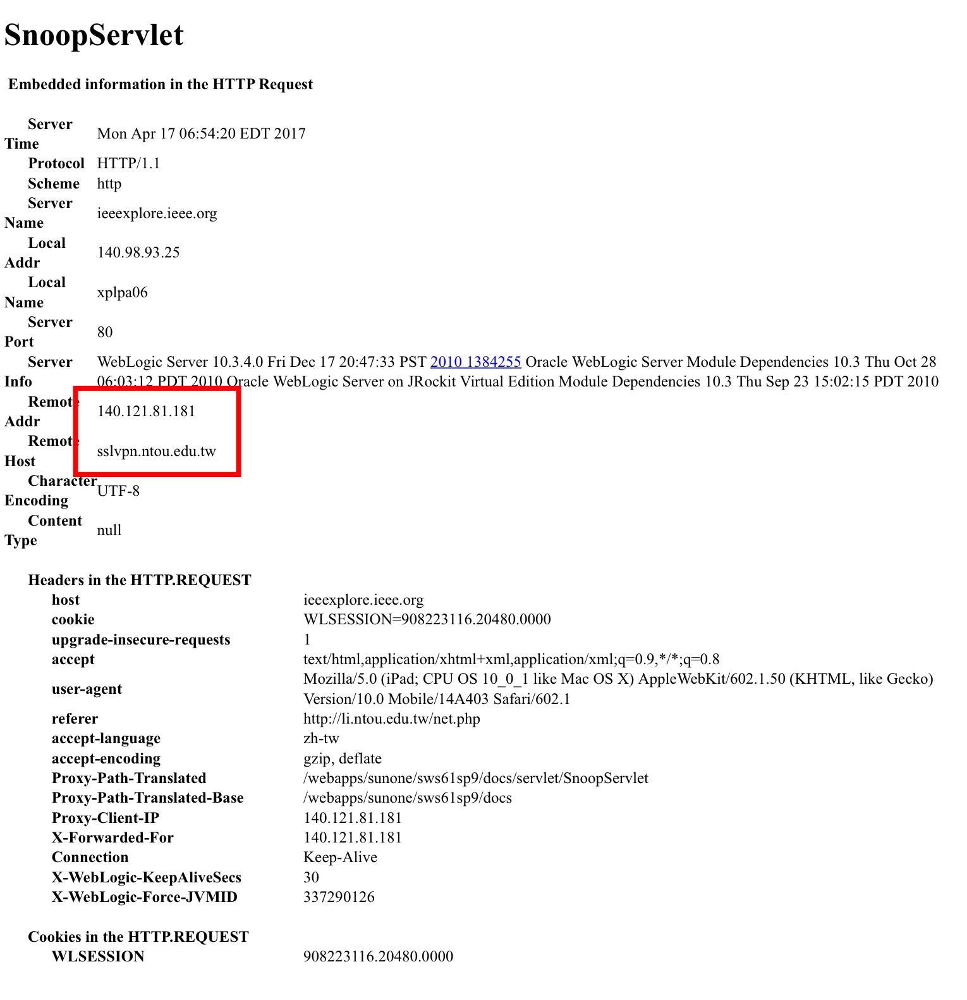 SnoopServlet
Embedded information in the HTTP Request
Server
Time
Mon Apr 17 06:54:20 EDT 2017
Protocol HTTP/1.1
Scheme http
Server
Name
ieeexplore.ieee.org
Local
Addr
140.98.93.25
Local
Name
xplpa06
Server
Port
80
Server
Info
WebLogic Server 10.3.4.0 Fri Dec 17 20:47:33 PST 2010 1384255 Oracle WebLogic Server Module Dependencies 10.3 Thu Oct 28
06:03:12 PDT 2010 Oracle WebLogic Server on JRockit Virtual Edition Module Dependencies 10.3 Thu Sep 23 15:02:15 PDT 2010
Remote
Addr
140.121.81.181
Remote
Host
sslvpn.ntou.edu.tw
Character
Encoding
UTF-8
Content
Type
null
Headers in the HTTP.REQUEST
host ieeexplore.ieee.org
cookie WLSESSION=908223116.20480.0000
upgrade-insecure-requests 1
accept text/html,application/xhtml+xml,application/xml;q=0.9,*/*;q=0.8
user-agent
Mozilla/5.0 (iPad; CPU OS 10_0_1 like Mac OS X) AppleWebKit/602.1.50 (KHTML, like Gecko)
Version/10.0 Mobile/14A403 Safari/602.1
referer http://li.ntou.edu.tw/net.php
accept-language zh-tw
accept-encoding gzip, deflate
Proxy-Path-Translated /webapps/sunone/sws61sp9/docs/servlet/SnoopServlet
Proxy-Path-Translated-Base /webapps/sunone/sws61sp9/docs
Proxy-Client-IP 140.121.81.181
X-Forwarded-For 140.121.81.181
Connection Keep-Alive
X-WebLogic-KeepAliveSecs 30
X-WebLogic-Force-JVMID 337290126
Cookies in the HTTP.REQUEST
WLSESSION 908223116.20480.0000